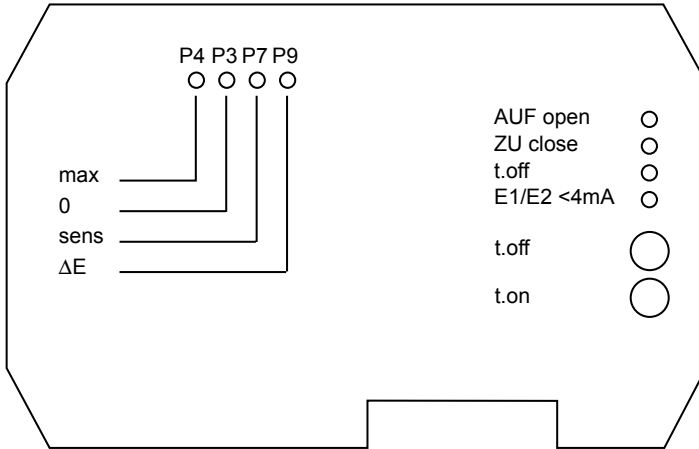 P4 P3 P7 P9
max
0
sens
ΔE
AUF open
ZU close
t.off
E1/E2 <4mA
t.off
t.on